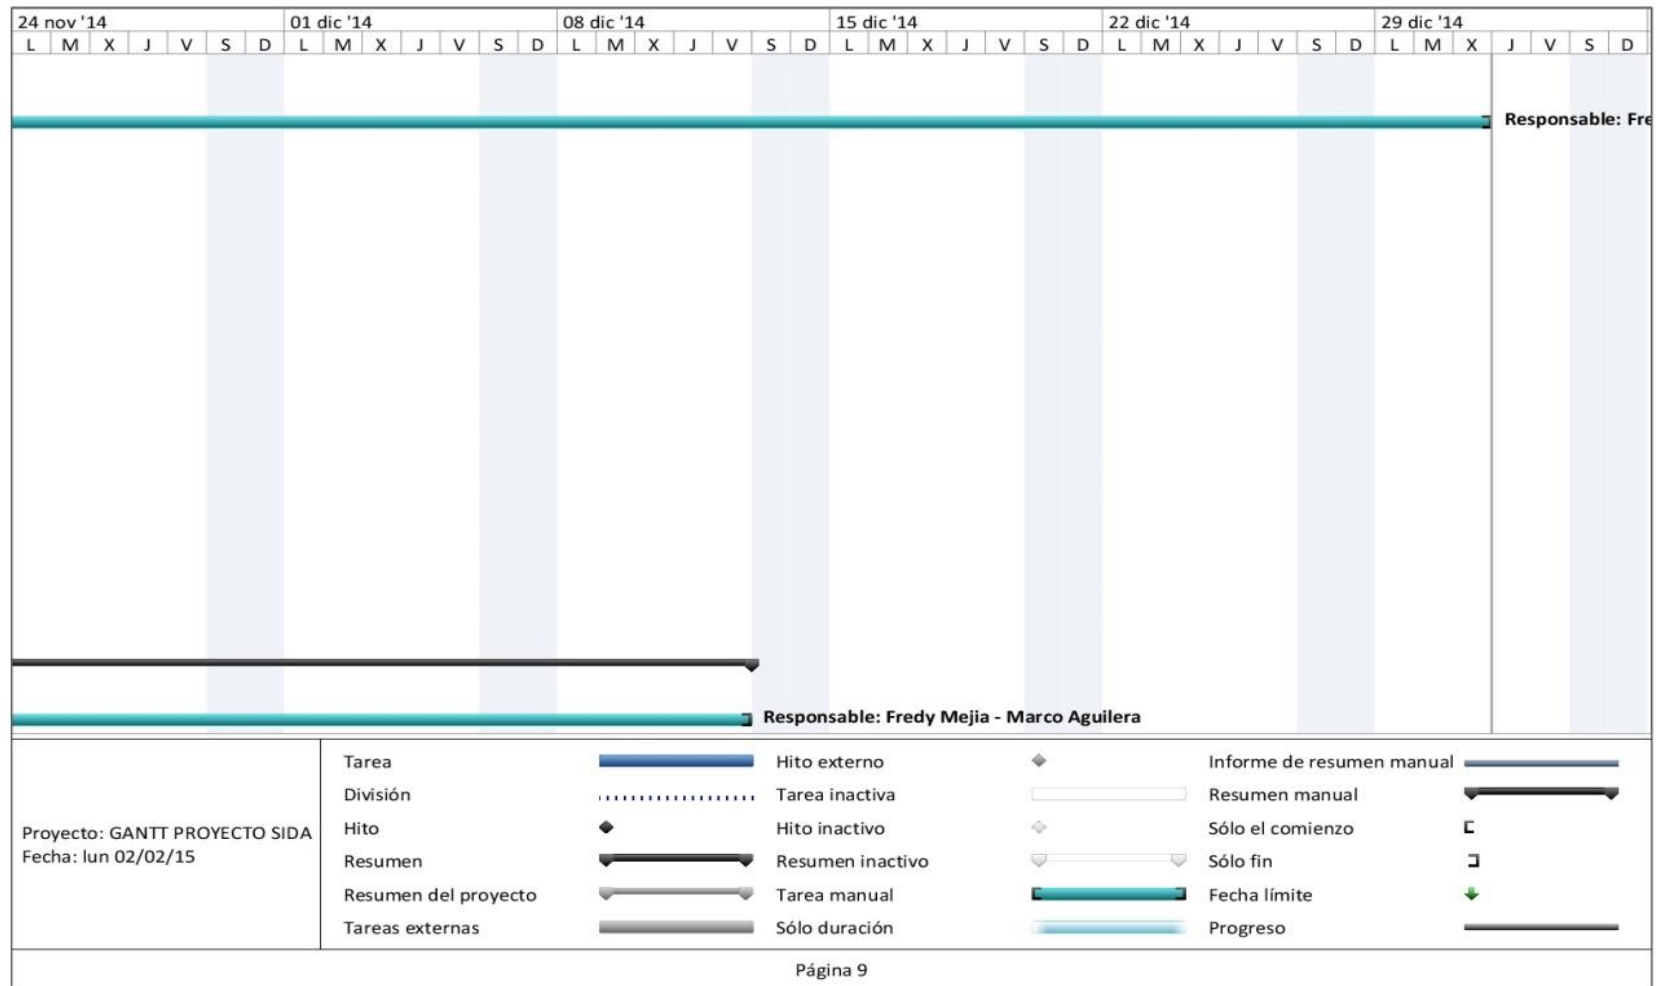 24 nov '14 01 dic '14 08 dic '14 15 dic '14 22 dic '14 29 dic '14
L M X J V S D L M X J V S D L M X J V S D L M X J V S D L M X J V S D L M X J V S D
Responsable: Fre
Responsable: Fredy Mejia - Marco Aguilera
Proyecto: GANTT PROYECTO SIDA
Fecha: lun 02/02/15
Tarea
División
Hito
Resumen
Resumen del proyecto
Tareas externas
Hito externo
Tarea inactiva
Hito inactivo
Resumen inactivo
Tarea manual
Sólo duración
Informe de resumen manual
Resumen manual
Sólo el comienzo
Sólo fin
Fecha límite
Progreso
Página 9